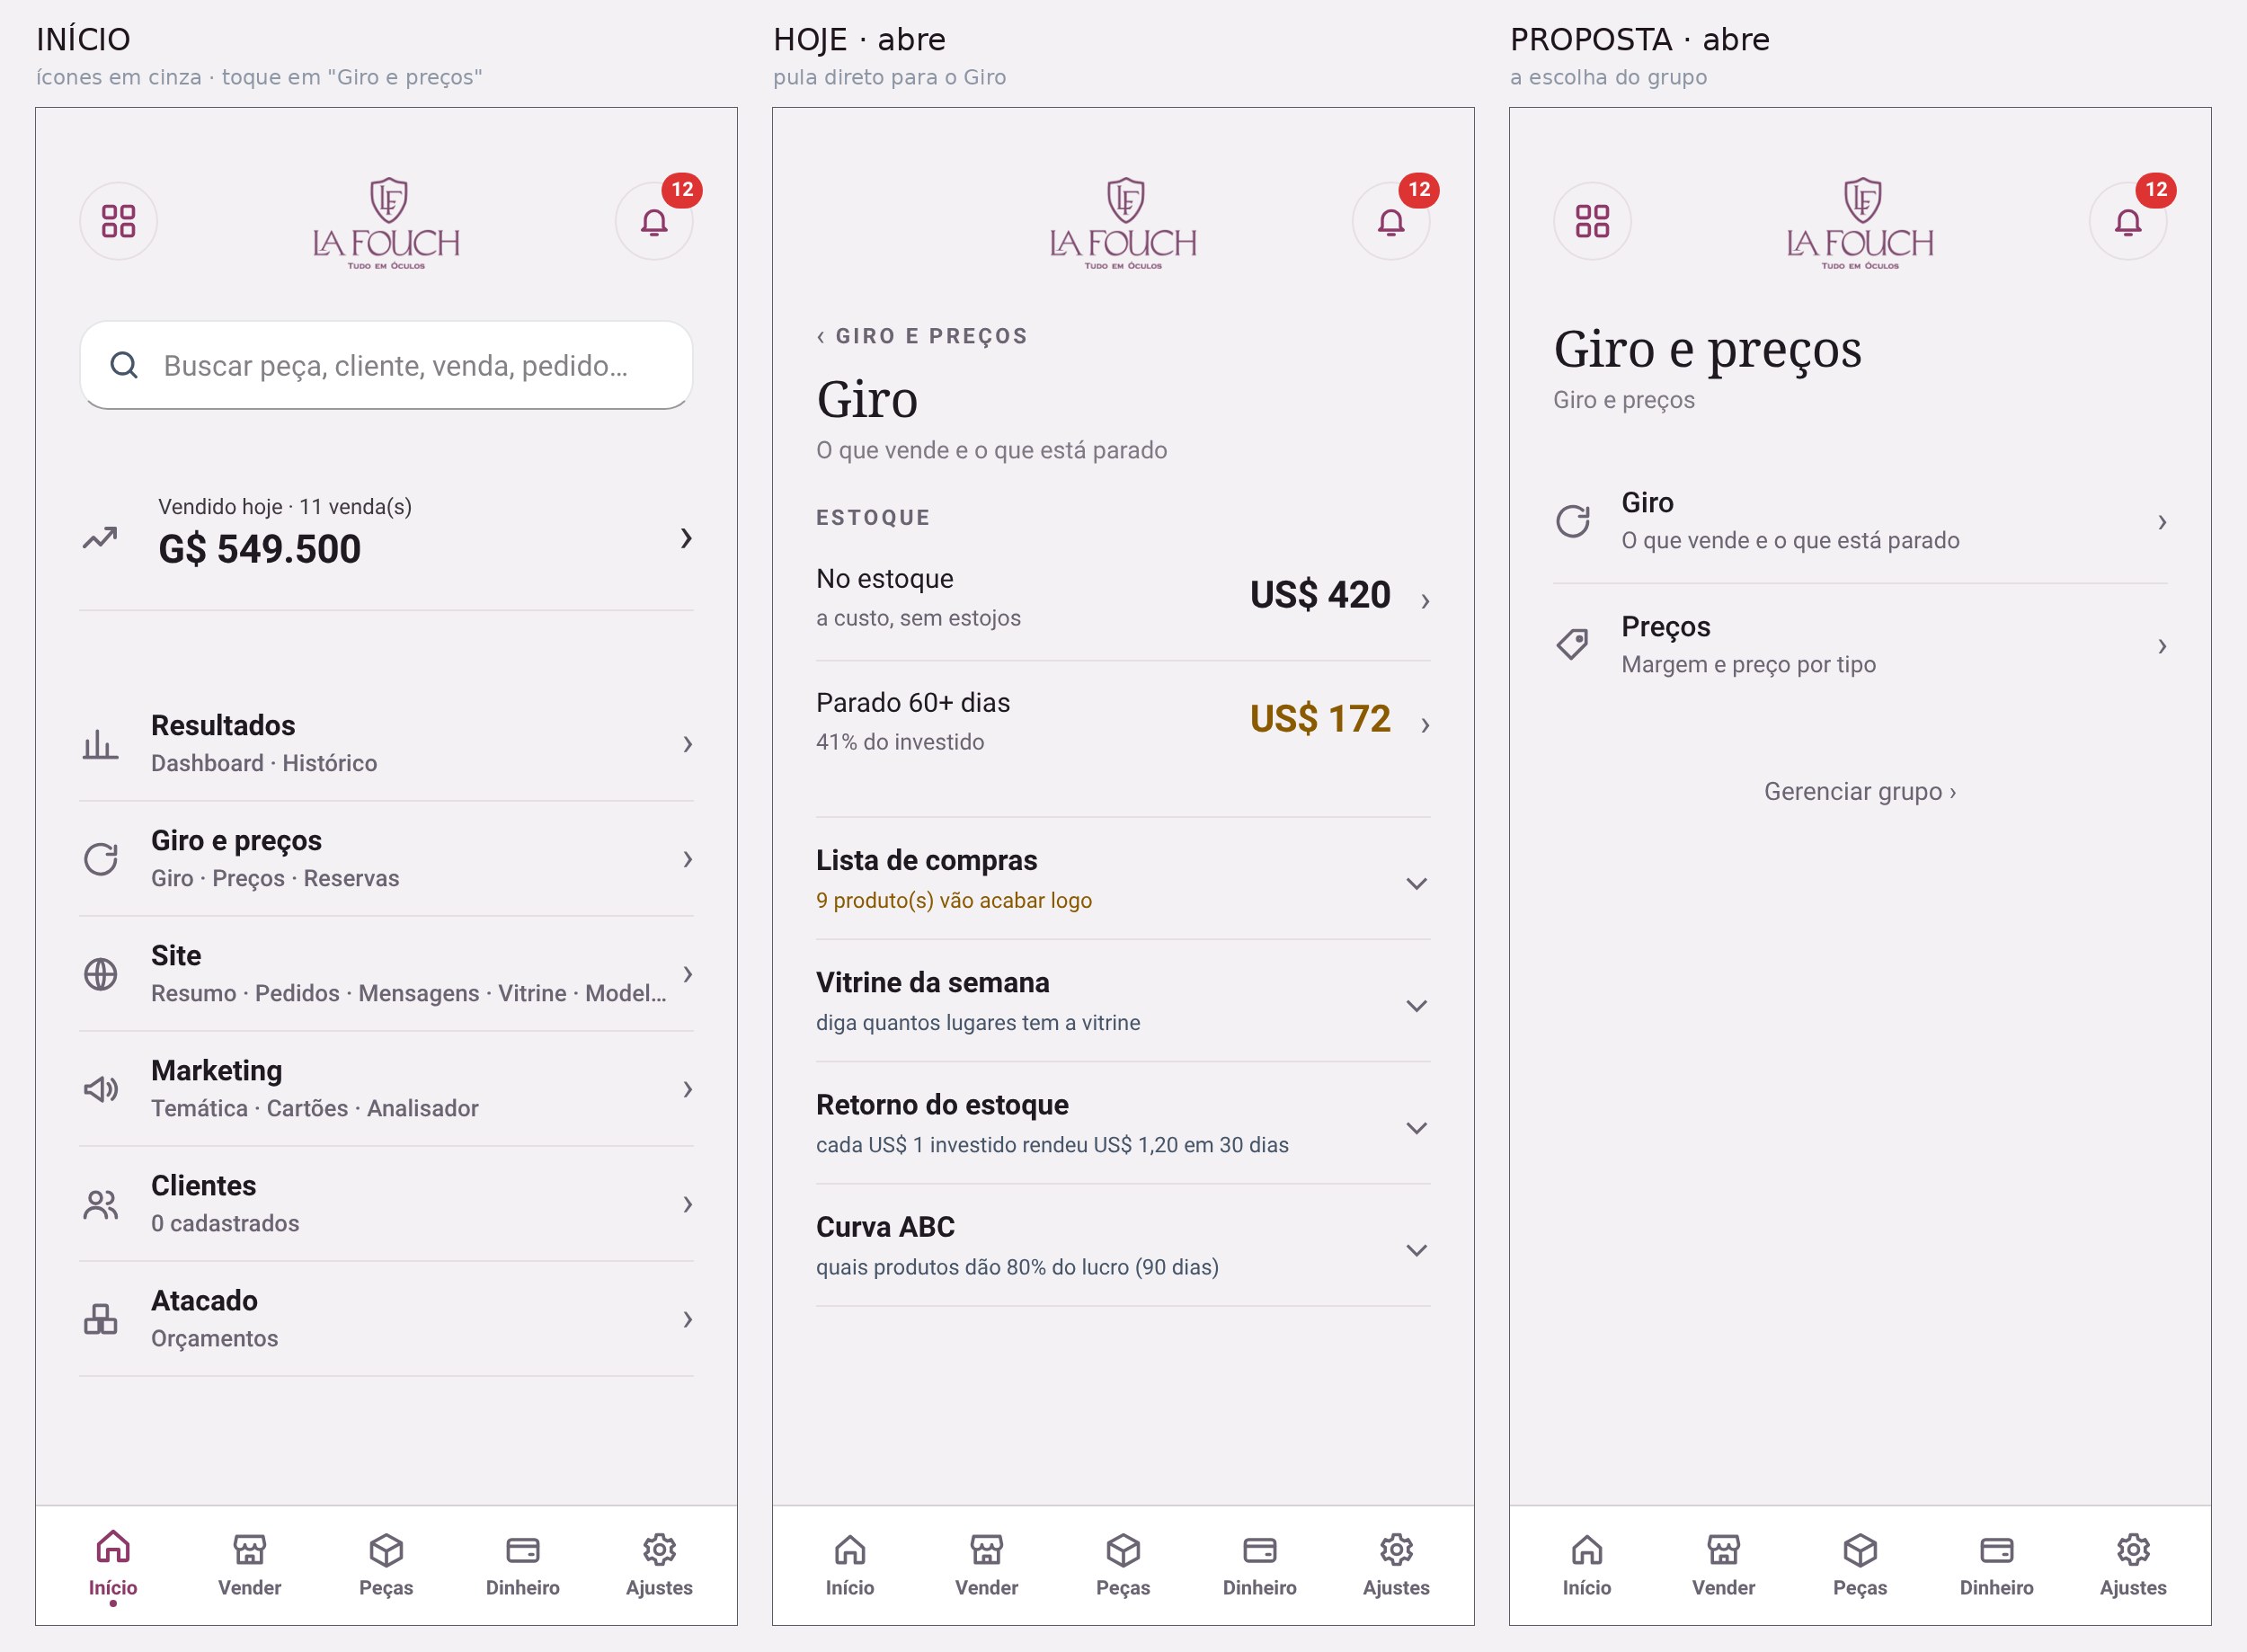 INÍCIO
ícones em cinza · toque em "Giro e preços"
12
LF
LA FOUCH
TUDO EM ÓCULOS
Buscar peça, cliente, venda, pedido...
Vendido hoje · 11 venda(s)
G$ 549.500
Resultados
Dashboard · Histórico
Giro e preços
Giro · Preços · Reservas
Site
Resumo · Pedidos · Mensagens · Vitrine · Model...
Marketing
Temática · Cartões · Analisador
Clientes
0 cadastrados
Atacado
Orçamentos
Início
Vender
Peças
Dinheiro
Ajustes
HOJE · abre
pula direto para o Giro
12
LF
LA FOUCH
TUDO EM ÓCULOS
‹ GIRO E PREÇOS
Giro
O que vende e o que está parado
ESTOQUE
No estoque
US$ 420
a custo, sem estojos
Parado 60+ dias
US$ 172
41% do investido
Lista de compras
9 produto(s) vão acabar logo
Vitrine da semana
diga quantos lugares tem a vitrine
Retorno do estoque
cada US$ 1 investido rendeu US$ 1,20 em 30 dias
Curva ABC
quais produtos dão 80% do lucro (90 dias)
Início
Vender
Peças
Dinheiro
Ajustes
PROPOSTA · abre
a escolha do grupo
12
LF
LA FOUCH
TUDO EM ÓCULOS
Giro e preços
Giro e preços
Giro
O que vende e o que está parado
Preços
Margem e preço por tipo
Gerenciar grupo ›
Início
Vender
Peças
Dinheiro
Ajustes